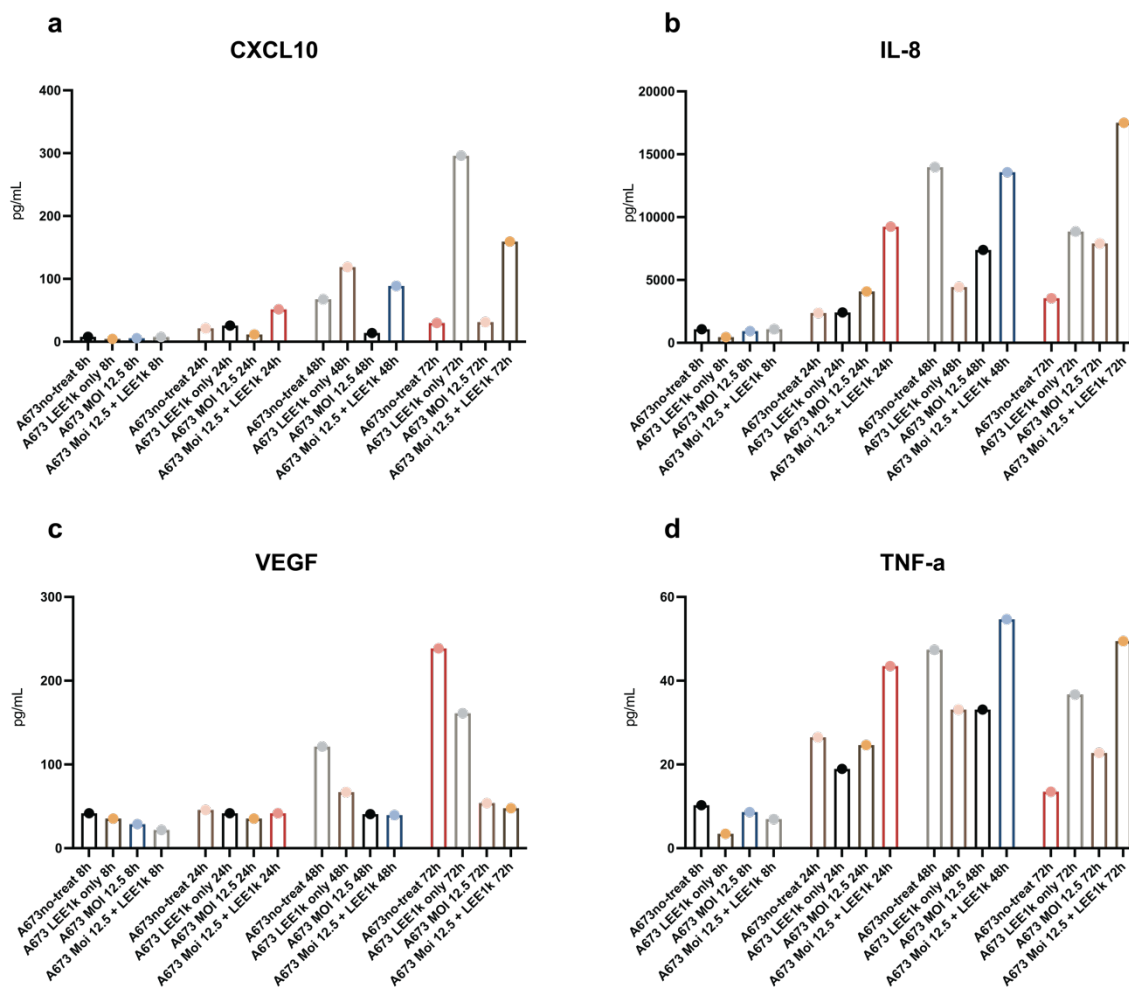 a
CXCL10
400
300
200
100
0
pg/mL
A673no-treat 8h
A673 LEE1k only 8h
A673 MOI 12.5 8h
A673 Moi 12.5 + LEE1k 8h
A673no-treat 24h
A673 LEE1k only 24h
A673 MOI 12.5 24h
A673 Moi 12.5 + LEE1k 24h
A673no-treat 48h
A673 LEE1k only 48h
A673 MOI 12.5 48h
A673 Moi 12.5 + LEE1k 48h
A673no-treat 72h
A673 LEE1k only 72h
A673 MOI 12.5 72h
A673 Moi 12.5 + LEE1k 72h
b
IL-8
20000
15000
10000
5000
0
pg/mL
A673no-treat 8h
A673 LEE1k only 8h
A673 MOI 12.5 8h
A673 Moi 12.5 + LEE1k 8h
A673no-treat 24h
A673 LEE1k only 24h
A673 MOI 12.5 24h
A673 Moi 12.5 + LEE1k 24h
A673no-treat 48h
A673 LEE1k only 48h
A673 MOI 12.5 48h
A673 Moi 12.5 + LEE1k 48h
A673no-treat 72h
A673 LEE1k only 72h
A673 MOI 12.5 72h
A673 Moi 12.5 + LEE1k 72h
c
VEGF
300
200
100
0
pg/mL
A673no-treat 8h
A673 LEE1k only 8h
A673 MOI 12.5 8h
A673 Moi 12.5 + LEE1k 8h
A673no-treat 24h
A673 LEE1k only 24h
A673 MOI 12.5 24h
A673 Moi 12.5 + LEE1k 24h
A673no-treat 48h
A673 LEE1k only 48h
A673 MOI 12.5 48h
A673 Moi 12.5 + LEE1k 48h
A673no-treat 72h
A673 LEE1k only 72h
A673 MOI 12.5 72h
A673 Moi 12.5 + LEE1k 72h
d
TNF-a
60
40
20
0
pg/mL
A673no-treat 8h
A673 LEE1k only 8h
A673 MOI 12.5 8h
A673 Moi 12.5 + LEE1k 8h
A673no-treat 24h
A673 LEE1k only 24h
A673 MOI 12.5 24h
A673 Moi 12.5 + LEE1k 24h
A673no-treat 48h
A673 LEE1k only 48h
A673 MOI 12.5 48h
A673 Moi 12.5 + LEE1k 48h
A673no-treat 72h
A673 LEE1k only 72h
A673 MOI 12.5 72h
A673 Moi 12.5 + LEE1k 72h